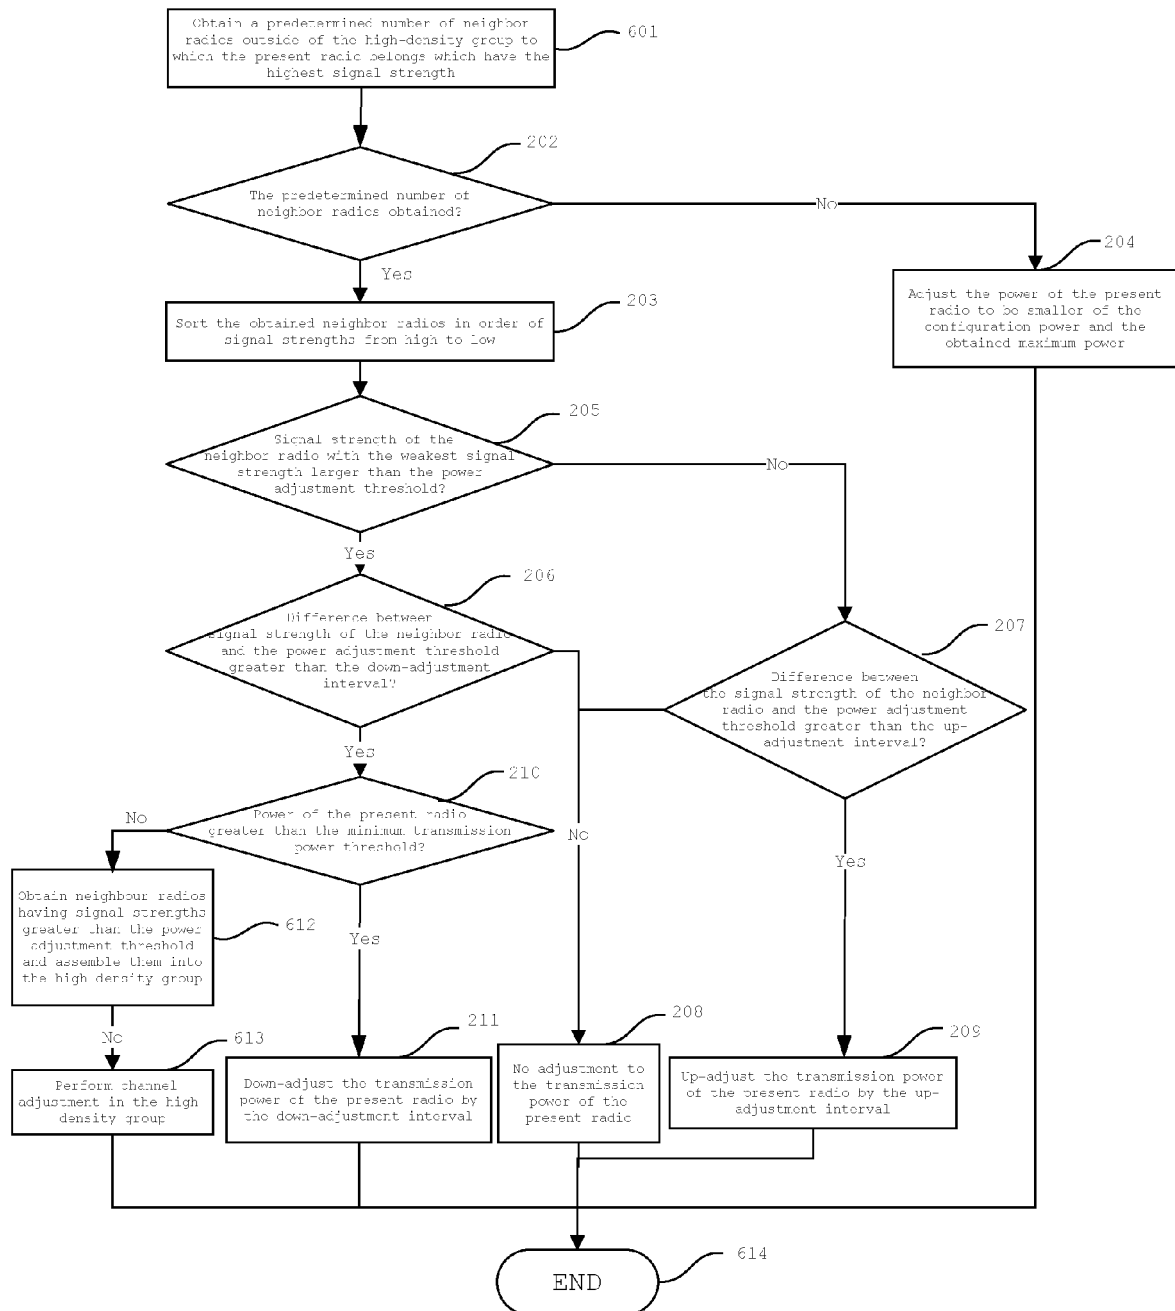 Obtain a predetermined number of neighbor
radios outside of the high-density group to
which the present radio belongs which have the
highest signal strength
601
202
The predetermined number of
neighbor radios obtained?
No
Yes
204
Adjust the power of the present
radio to be smaller of the
configuration power and the
obtained maximum power
203
Sort the obtained neighbor radios in order of
signal strengths from high to low
205
Signal strength of the
neighbor radio with the weakest signal
strength larger than the power
adjustment threshold?
No
Yes
206
Difference between
signal strength of the neighbor radio
and the power adjustment threshold
greater than the down-adjustment
interval?
207
Difference between
the signal strength of the neighbor
radio and the power adjustment
threshold greater than the up-
adjustment interval?
Yes
210
Power of the present radio
greater than the minimum transmission
power threshold?
No
No
Yes
Obtain neighbour radios
having signal strengths
greater than the power
adjustment threshold
and assemble them into
the high density group
612
Yes
No
613
Perform channel
adjustment in the high
density group
211
Down-adjust the transmission
power of the present radio by
the down-adjustment interval
208
No adjustment to
the transmission
power of the
present radio
209
Up-adjust the transmission power
of the present radio by the up-
adjustment interval
END
614